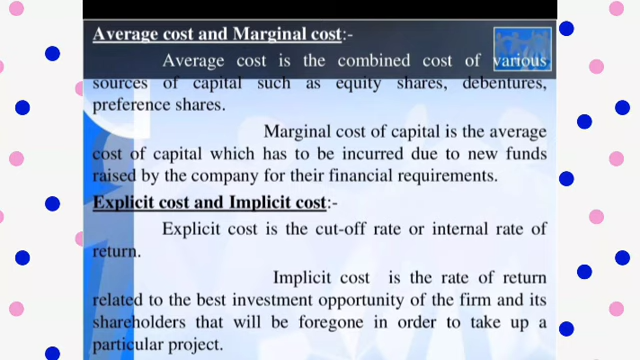 Average cost and Marginal cost:-
Average cost is the combined cost of various
sources of capital such as equity shares, debentures,
preference shares.
Marginal cost of capital is the average
cost of capital which has to be incurred due to new funds
raised by the company for their financial requirements.
Explicit cost and Implicit cost:-
Explicit cost is the cut-off rate or internal rate of
return.
Implicit cost is the rate of return
related to the best investment opportunity of the firm and its
shareholders that will be foregone in order to take up a
particular project.